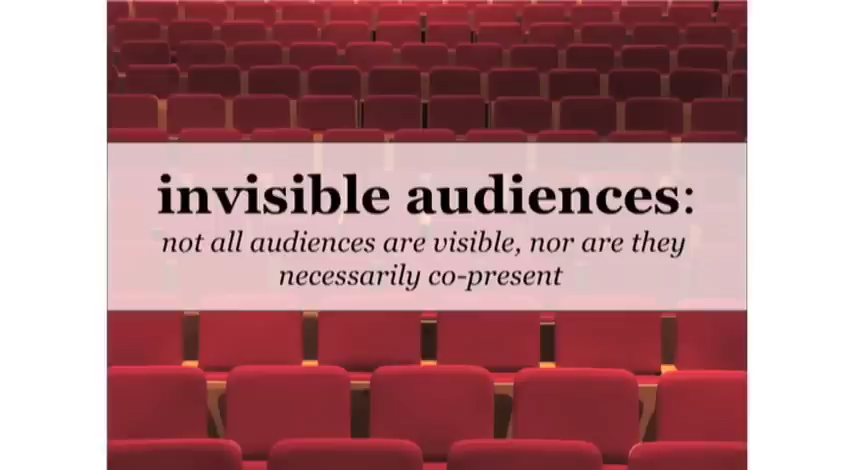 invisible audiences:
not all audiences are visible, nor are they
necessarily co-present